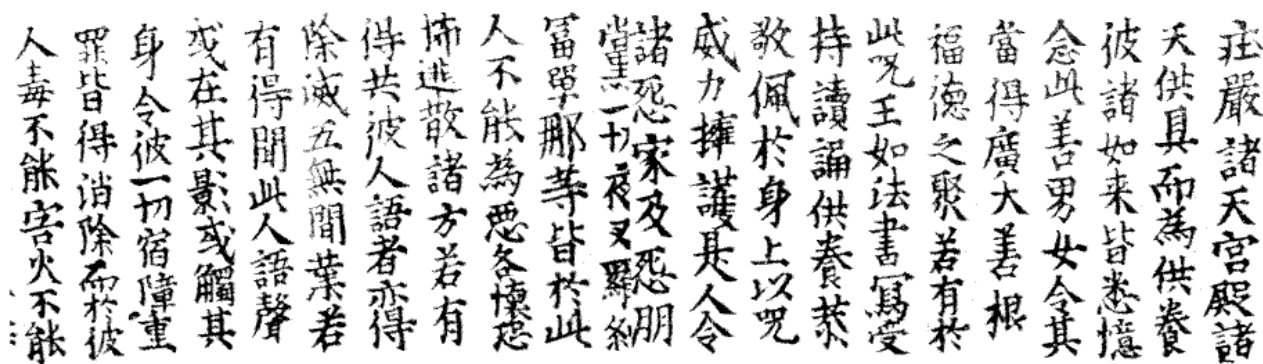 莊嚴諸天宮殿諸
天供具而為供養
彼諸如来皆悉憶
念此善男女令其
當得廣大善根
福德之聚若有於
此咒王如法書寫受
持讀誦供養恭
敬佩於身上以咒
威力擁護其人令
諸惡家及惡朋
黨一切夜叉羅剎
富單那等皆於此
人不能為惡各懷恐
怖逃散諸方若有
得共彼人語者亦得
除滅五無間業若
有得聞此人語聲
或在其影或觸其
身令彼一切宿障重
罪皆得消除而於彼
人毒不能害火不能